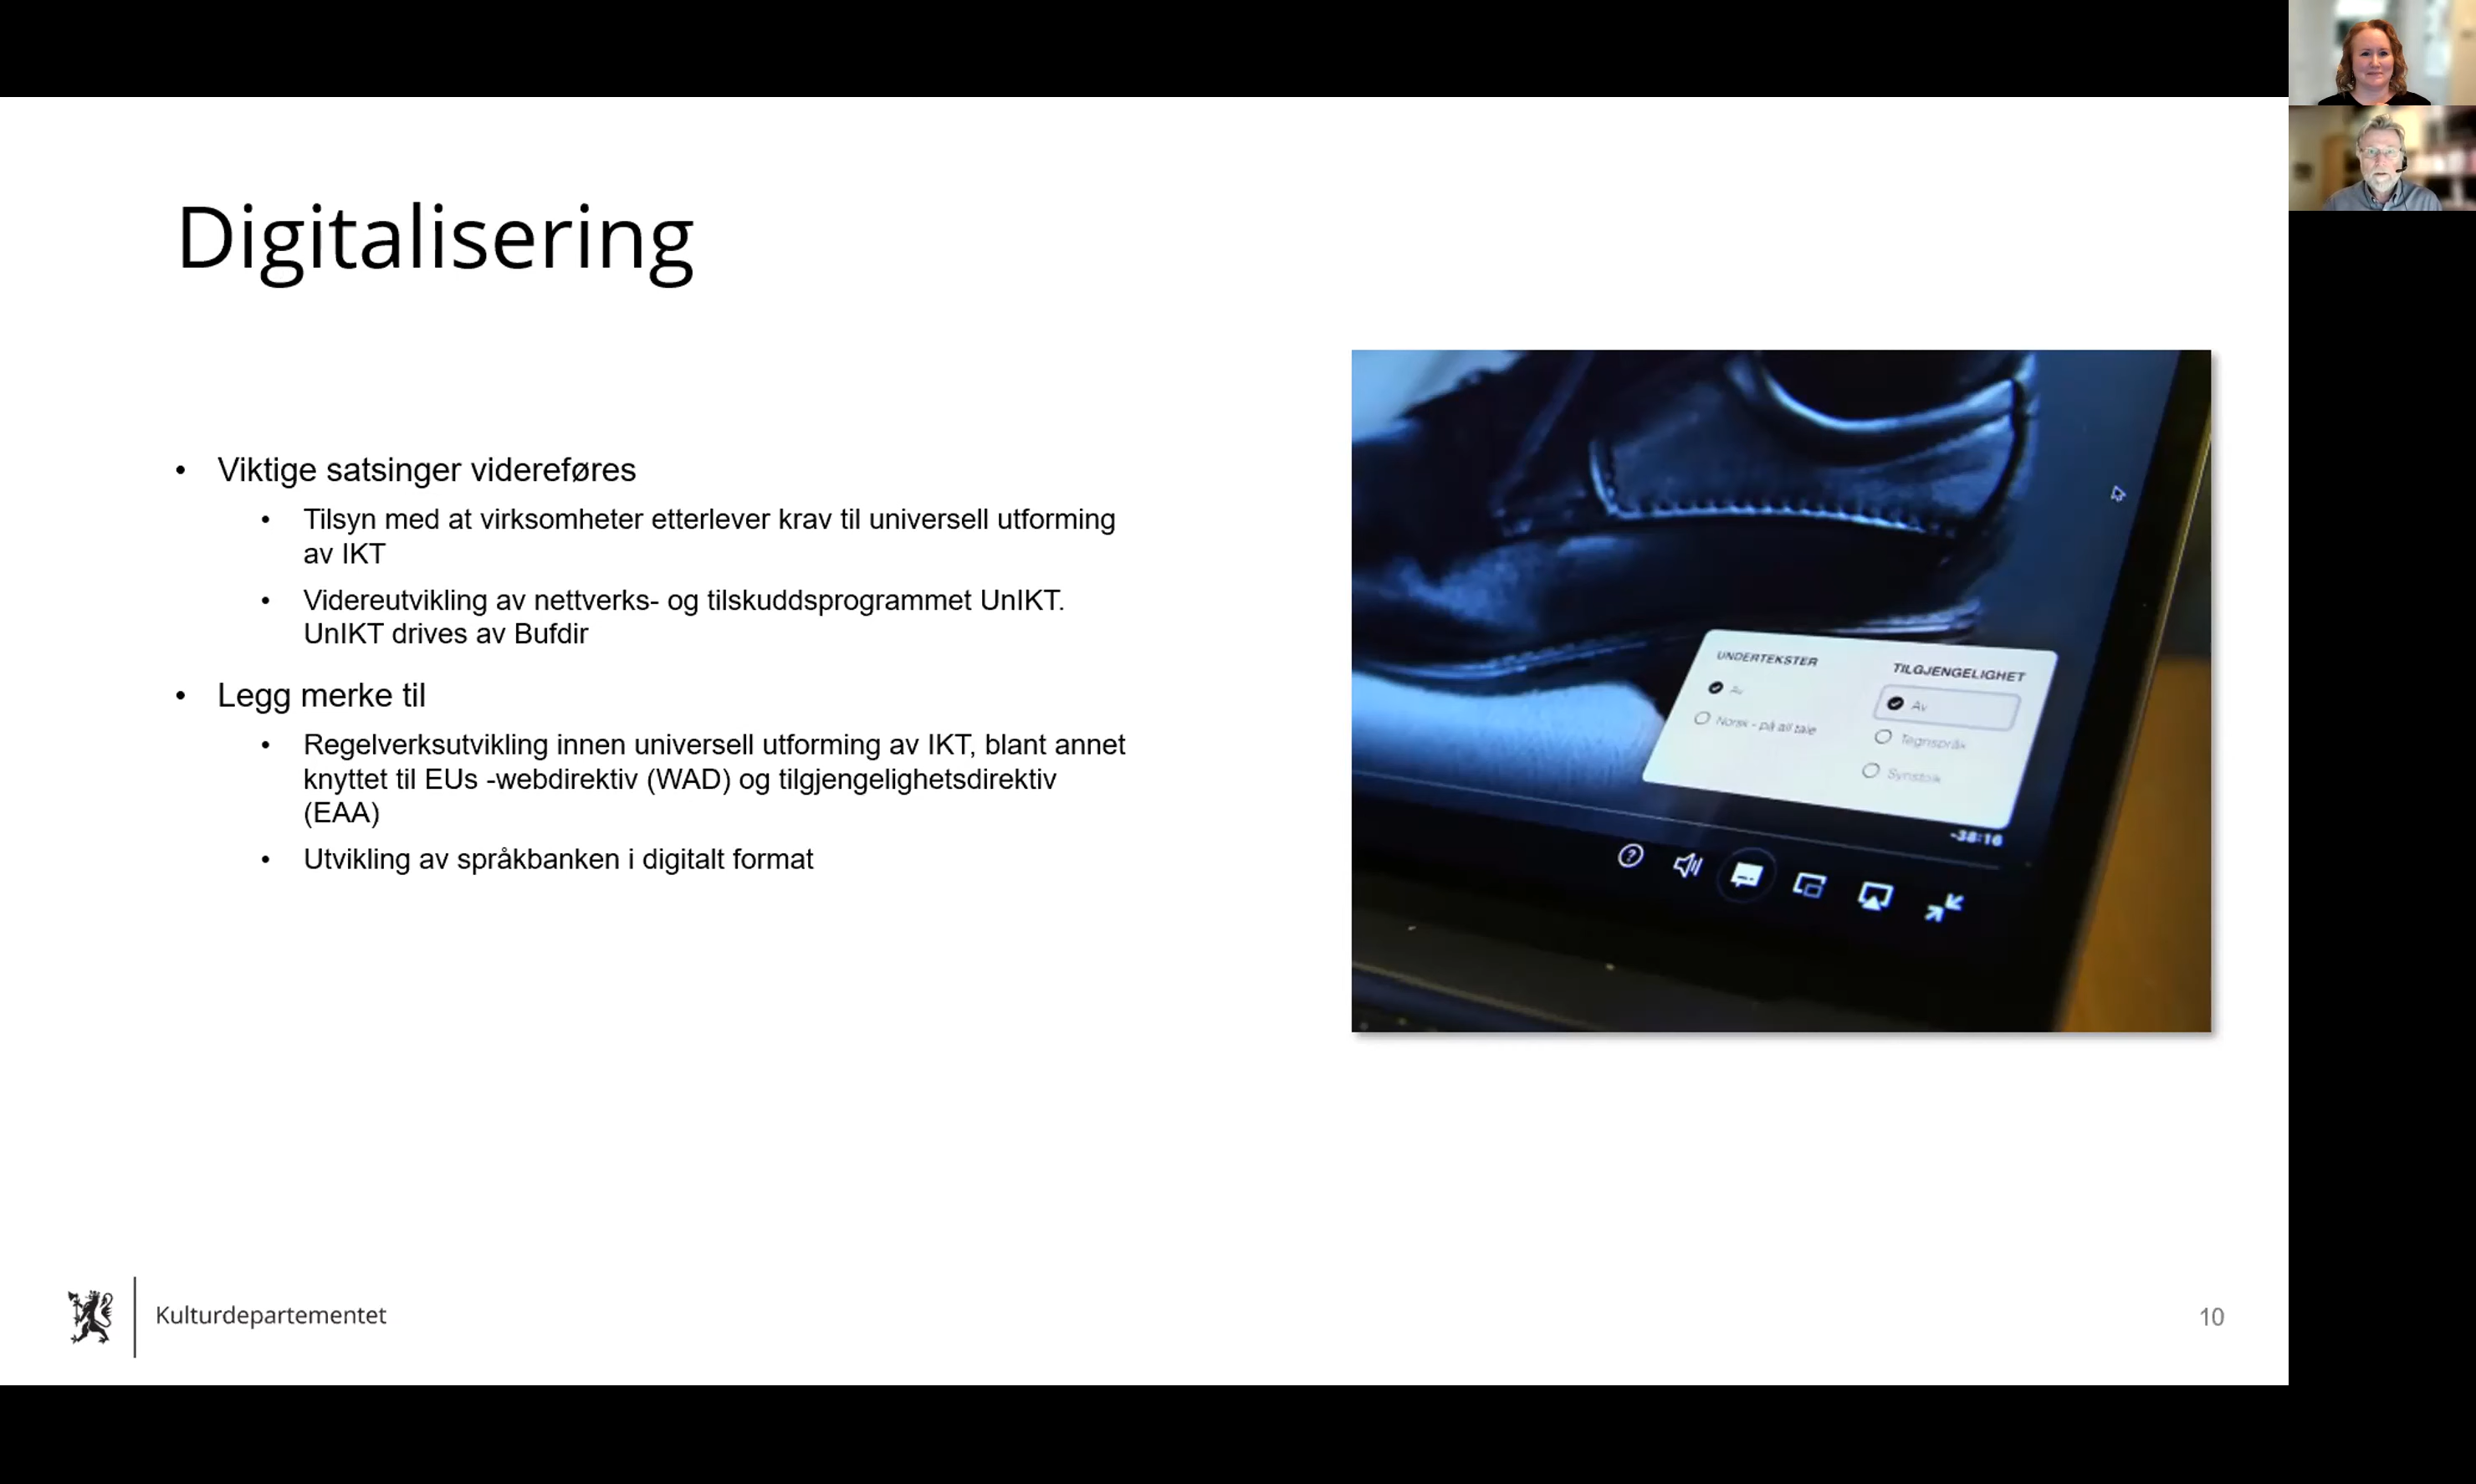 Digitalisering
• Viktige satsinger videreføres
• Tilsyn med at virksomheter etterlever krav til universell utforming
av IKT
• Videreutvikling av nettverks- og tilskuddsprogrammet UnIKT.
UnIKT drives av Bufdir
• Legg merke til
• Regelverksutvikling innen universell utforming av IKT, blant annet
knyttet til EUs -webdirektiv (WAD) og tilgjengelighetsdirektiv
(EAA)
• Utvikling av språkbanken i digitalt format
UNDERTEKSTER
Av
Norsk - på all tale
TILGJENGELIGHET
Av
Tegnspråk
Synstolk
-38:16
Kulturdepartementet
10